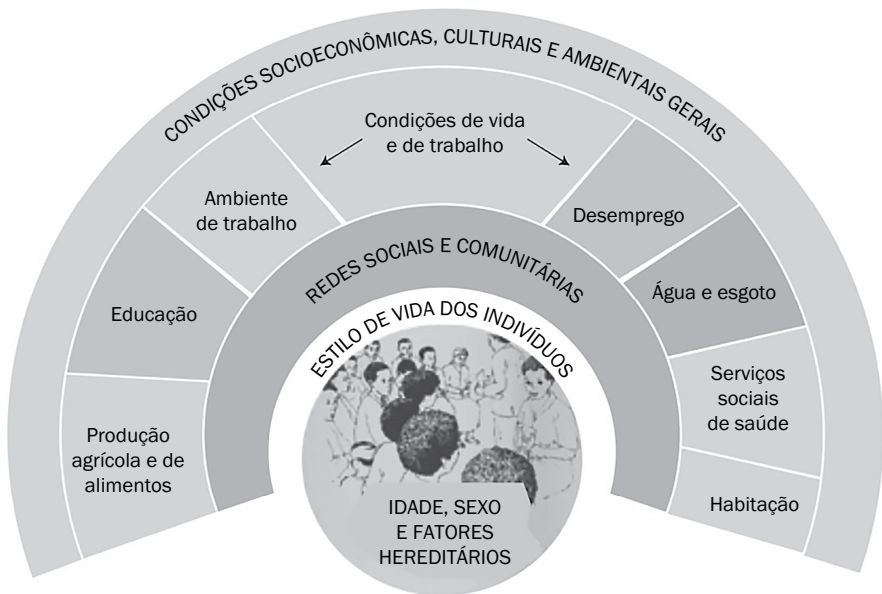 CONDIÇÕES SOCIOECONÔMICAS, CULTURAIS E AMBIENTAIS GERAIS
Condições de vida
e de trabalho
Ambiente
de trabalho
Desemprego
Educação
Água e esgoto
Produção
agrícola e de
alimentos
Serviços
sociais
de saúde
Habitação
REDES SOCIAIS E COMUNITÁRIAS
ESTILO DE VIDA DOS INDIVÍDUOS
IDADE, SEXO
E FATORES
HEREDITÁRIOS